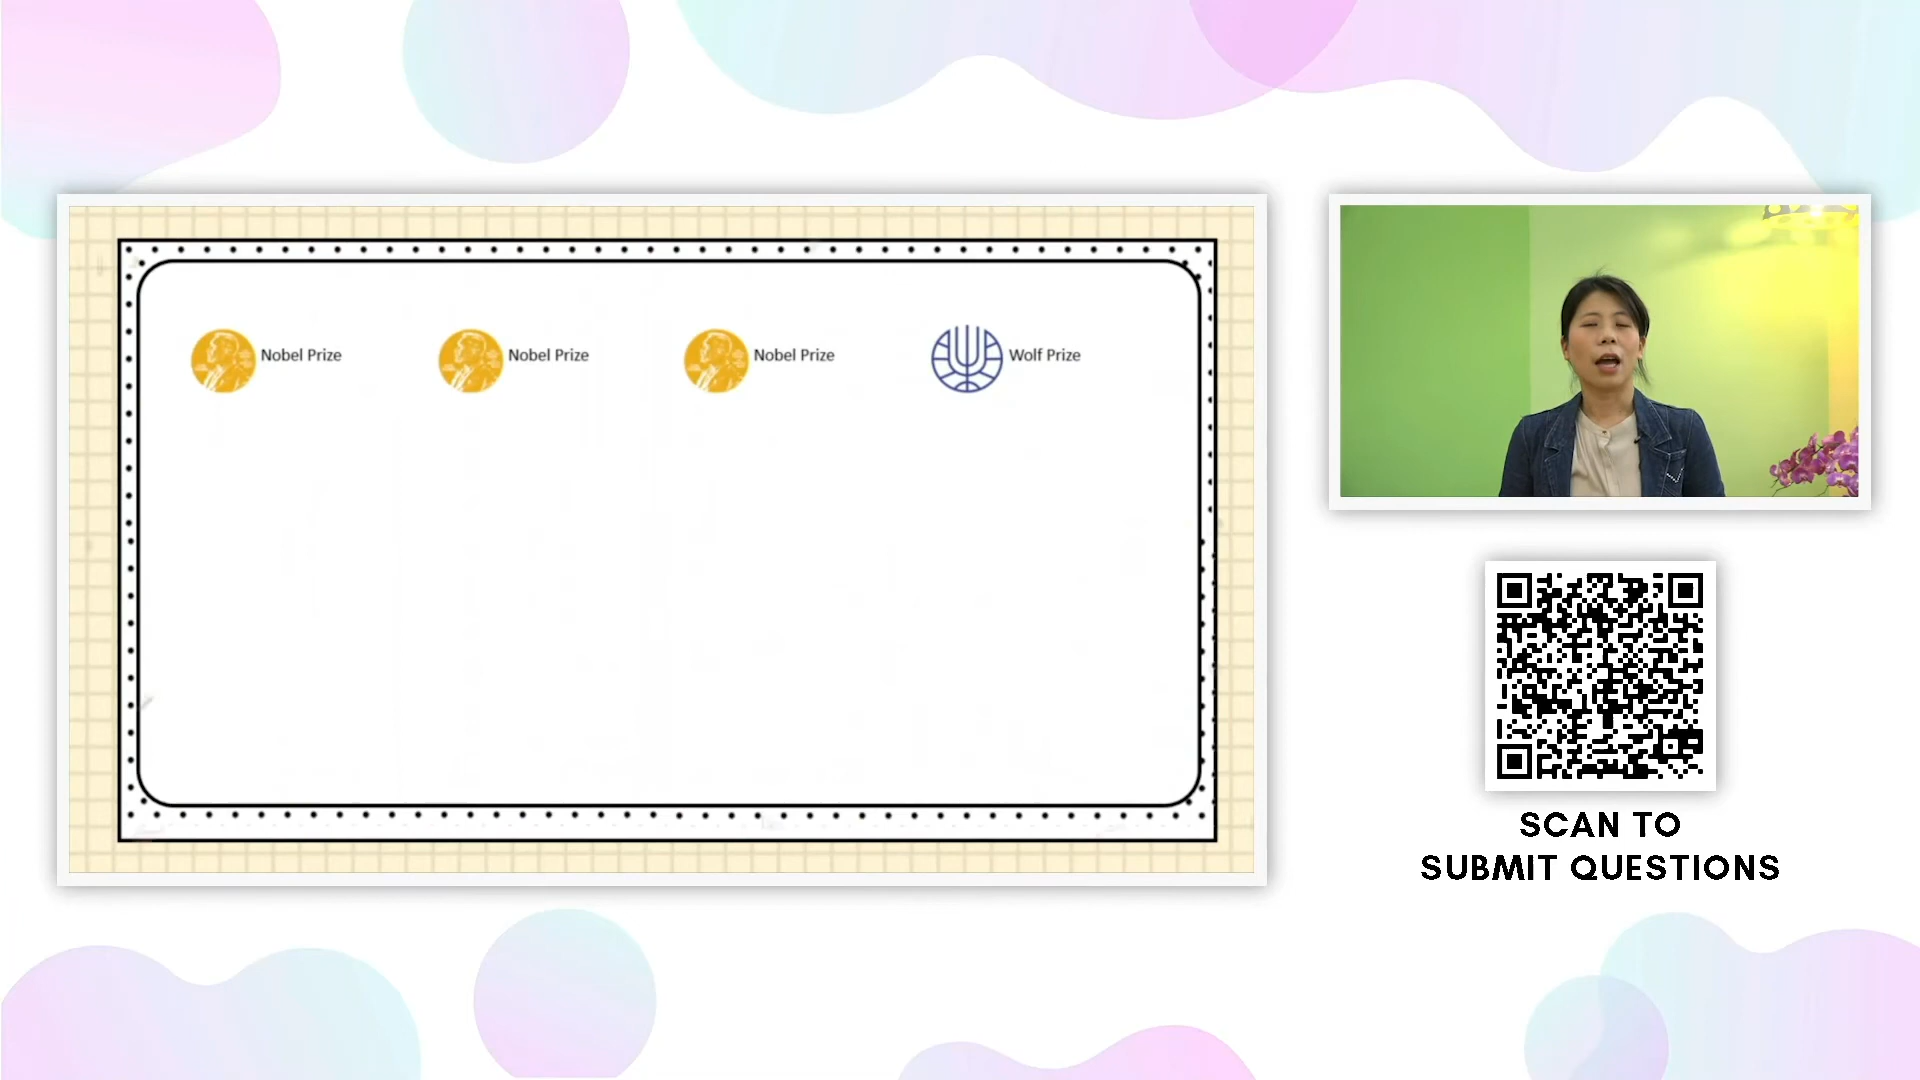 Nobel Prize
Nobel Prize
Nobel Prize
Wolf Prize
SCAN TO
SUBMIT QUESTIONS